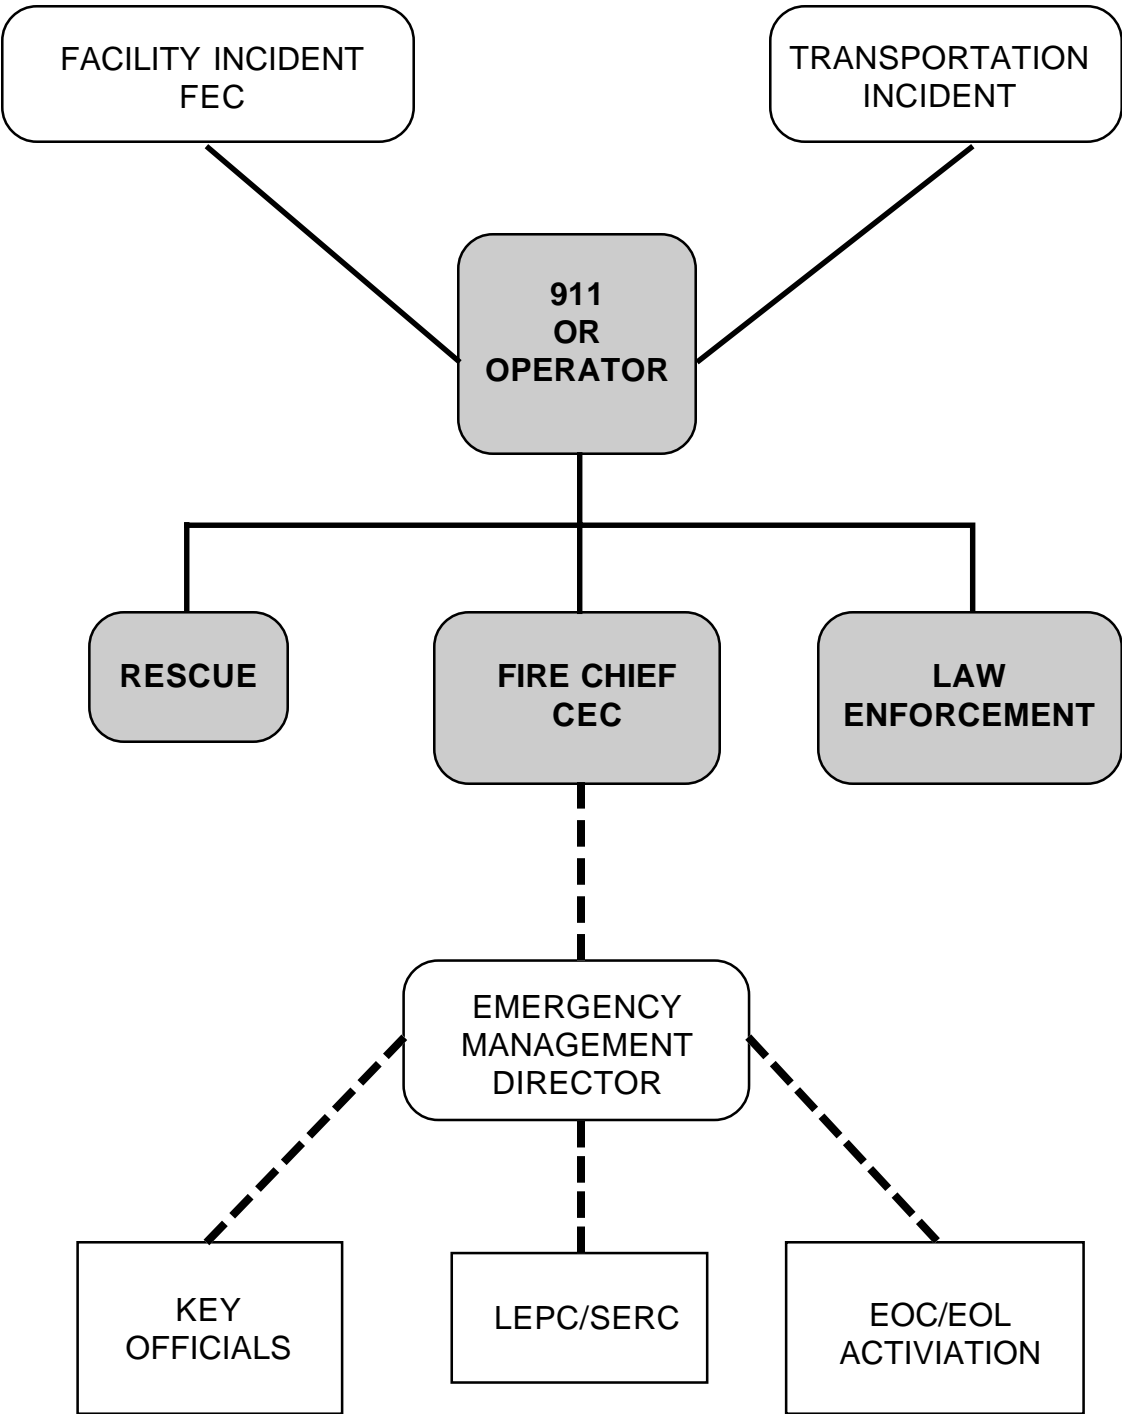 FACILITY INCIDENT
FEC
TRANSPORTATION
INCIDENT
911
OR
OPERATOR
RESCUE
FIRE CHIEF
CEC
LAW
ENFORCEMENT
EMERGENCY
MANAGEMENT
DIRECTOR
KEY
OFFICIALS
LEPC/SERC
EOC/EOL
ACTIVIATION